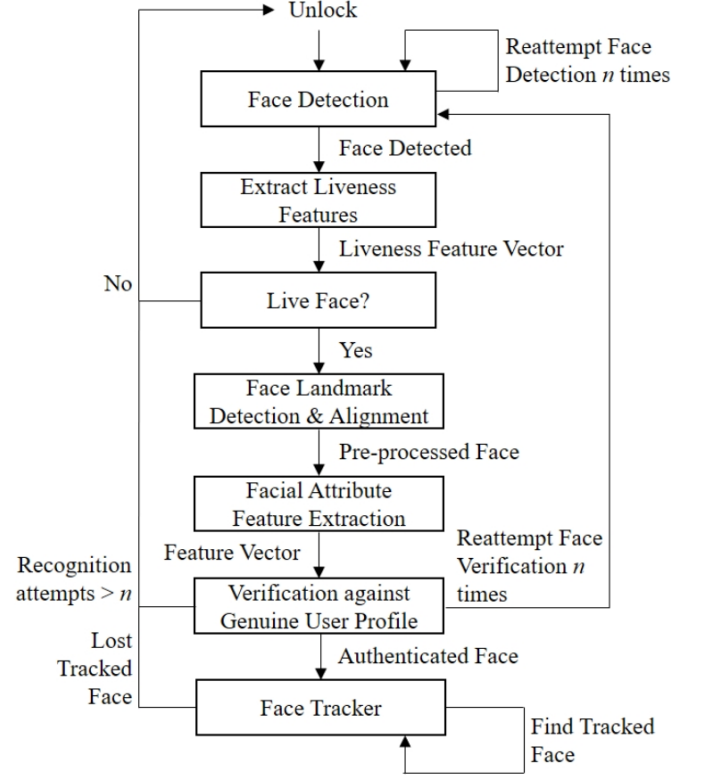 Unlock
Reattempt Face
Detection n times
Face Detection
Face Detected
Extract Liveness
Features
Liveness Feature Vector
No
Live Face?
Yes
Face Landmark
Detection & Alignment
Pre-processed Face
Facial Attribute
Feature Extraction
Feature Vector
Reattempt Face
Verification n
times
Recognition
attempts > n
Verification against
Genuine User Profile
Lost
Tracked
Face
Authenticated Face
Face Tracker
Find Tracked
Face